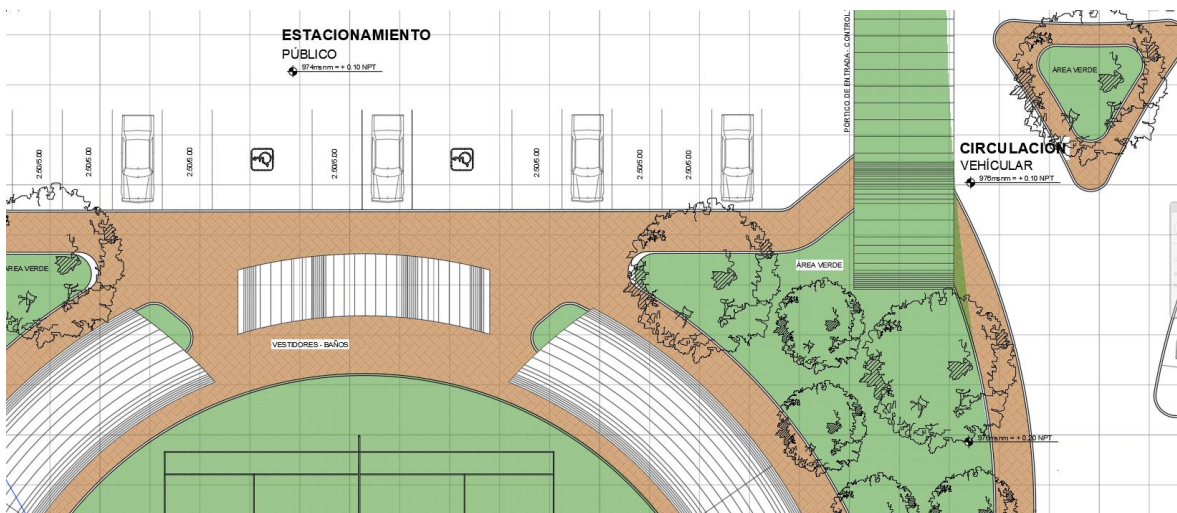 ESTACIONAMIENTO
PÚBLICO
974msnm = + 0.10 NPT
PÓRTICO DE ENTRADA - CONTROL
ÁREA VERDE
CIRCULACIÓN
VEHÍCULAR
976msnm = + 0.10 NPT
2.50/5.00
2.50/5.00
2.50/5.00
2.50/5.00
2.50/5.00
2.50/5.00
2.50/5.00
ÁREA VERDE
ÁREA VERDE
VESTIDORES - BAÑOS
976msnm = + 0.20 NPT